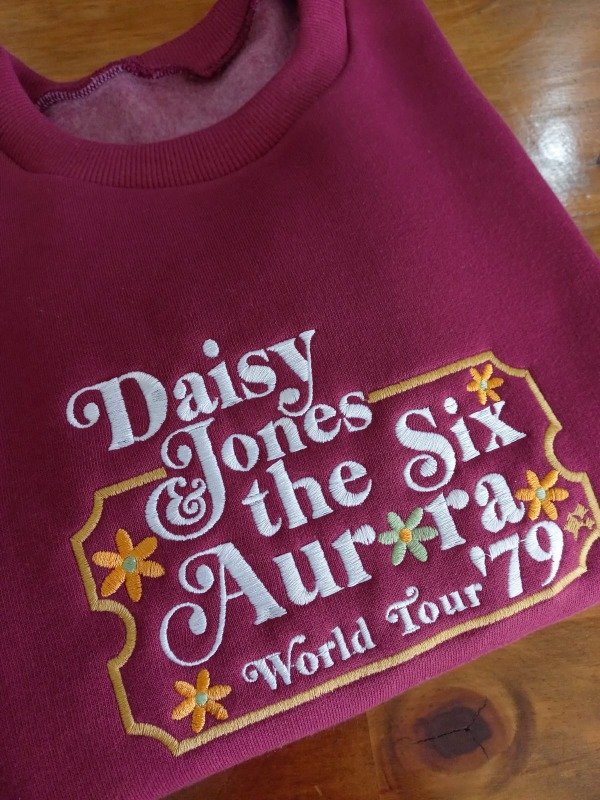 Daisy
Jones
& the Six
Aurora
World Tour '79